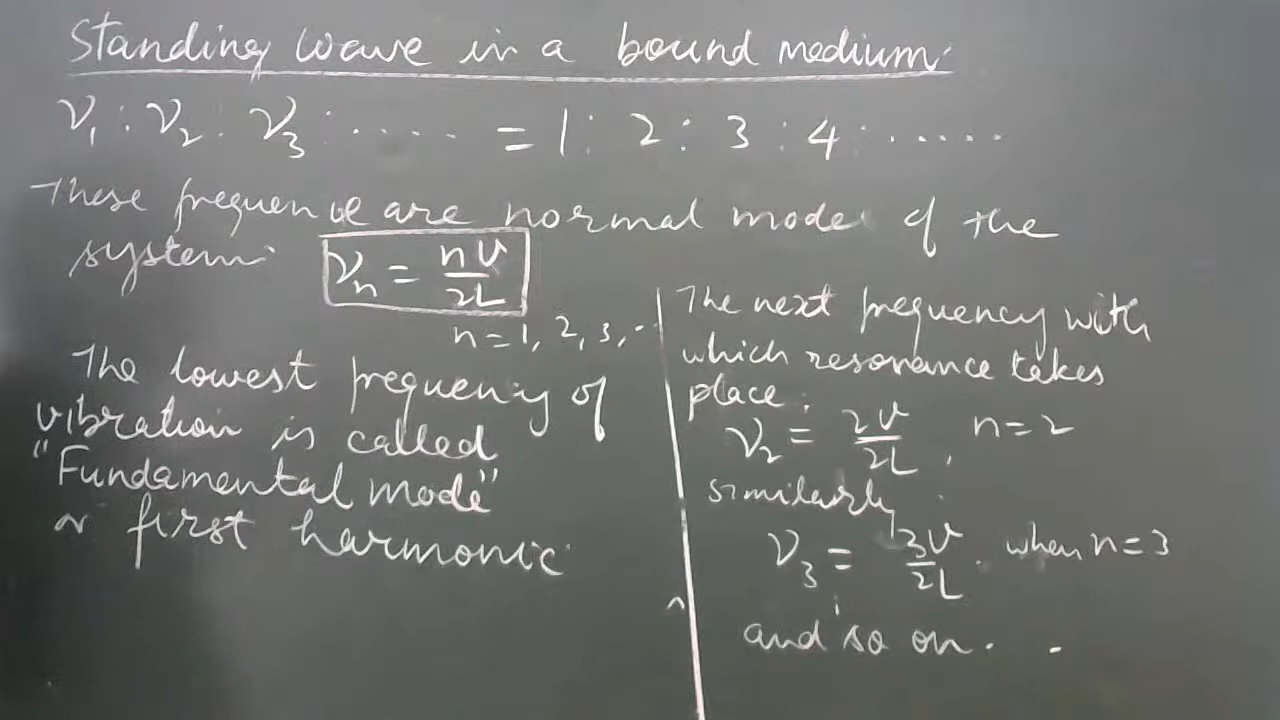 Standing wave in a bound medium.
ν₁ : ν₂ : ν₃ : ..... = 1 : 2 : 3 : 4 : ......
These frequencie are normal mode of the
system. νₙ = nv/2L
n = 1, 2, 3, ..
The lowest frequency of
vibration is called
"Fundamental mode"
or first harmonic
The next frequency with
which resonance takes
place.
ν₂ = 2v/2L , n = 2
similarly
ν₃ = 3v/2L . when n = 3
and so on. .